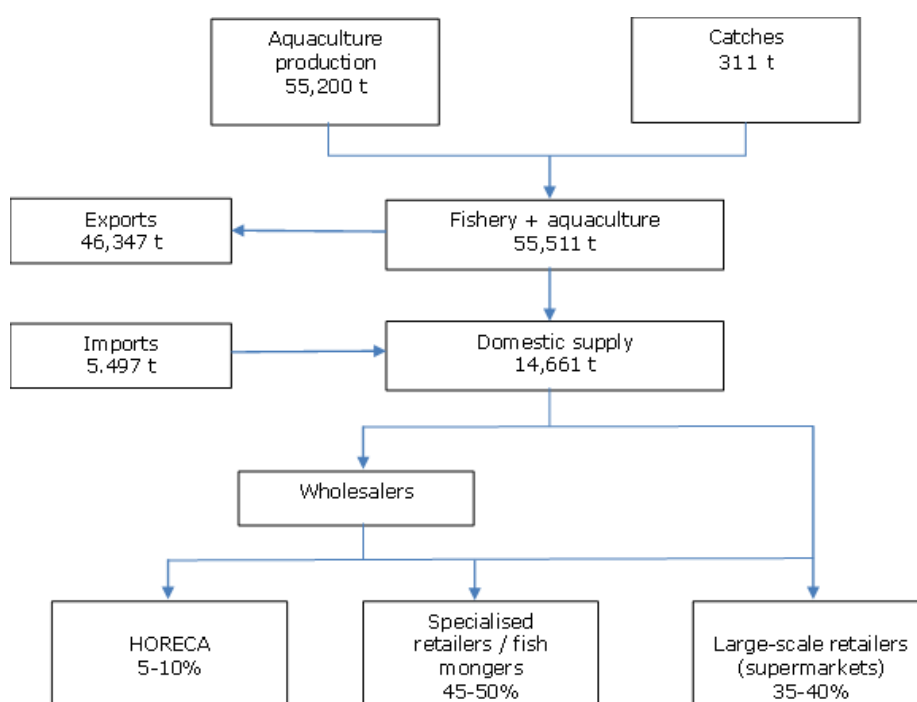 Aquaculture
production
55,200 t
Catches
311 t
Exports
46,347 t
Fishery + aquaculture
55,511 t
Imports
5.497 t
Domestic supply
14,661 t
Wholesalers
HORECA
5-10%
Specialised
retailers / fish
mongers
45-50%
Large-scale retailers
(supermarkets)
35-40%